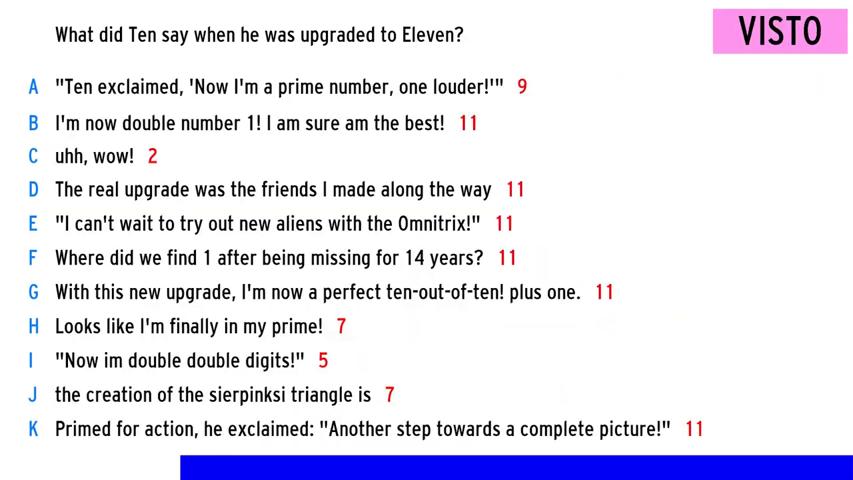 What did Ten say when he was upgraded to Eleven?
VISTO
A "Ten exclaimed, 'Now I'm a prime number, one louder!'" 9
B I'm now double number 1! I am sure am the best! 11
C uhh, wow! 2
D The real upgrade was the friends I made along the way 11
E "I can't wait to try out new aliens with the Omnitrix!" 11
F Where did we find 1 after being missing for 14 years? 11
G With this new upgrade, I'm now a perfect ten-out-of-ten! plus one. 11
H Looks like I'm finally in my prime! 7
I "Now im double double digits!" 5
J the creation of the sierpinksi triangle is 7
K Primed for action, he exclaimed: "Another step towards a complete picture!" 11